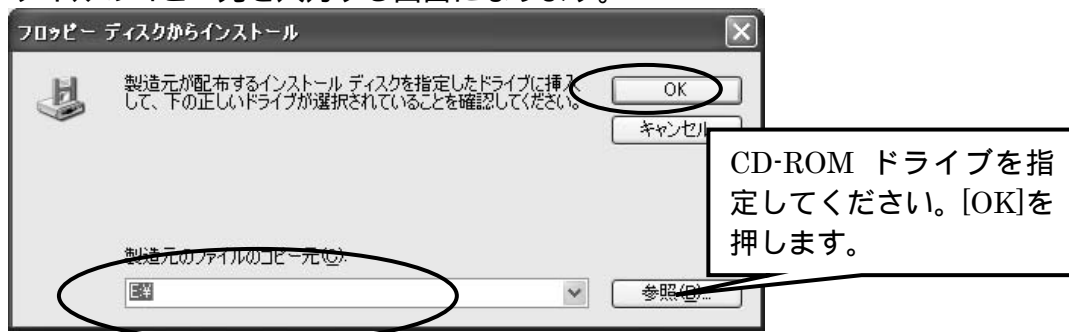 フロッピー ディスクからインストール
製造元が配布するインストール ディスクを指定したドライブに挿入
して、下の正しいドライブが選択されていることを確認してください。
OK
キャンセル
CD-ROM ドライブを指
定してください。[OK]を
押します。
製造元のファイルのコピー元(C):
E:¥
参照(B)...